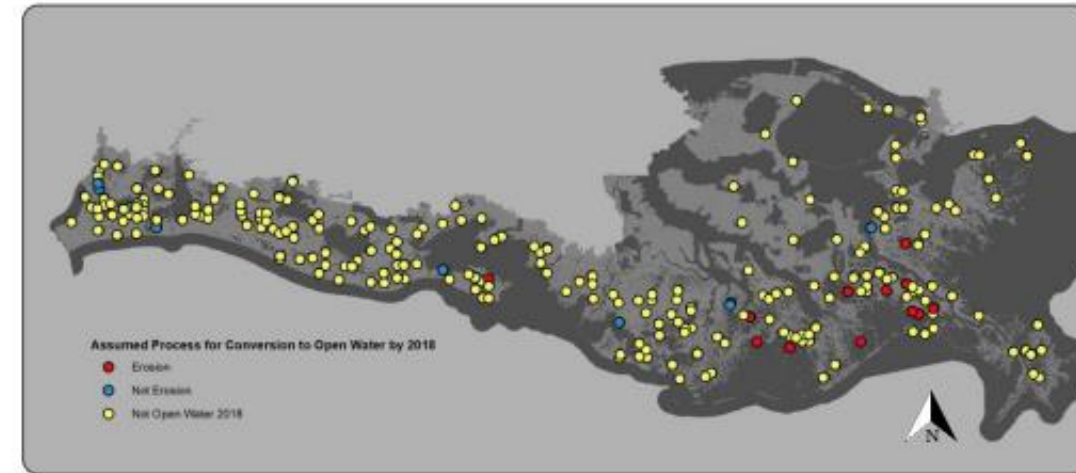 Assumed Process for Conversion to Open Water by 2018
Erosion
Not Erosion
Not Open Water 2018
N